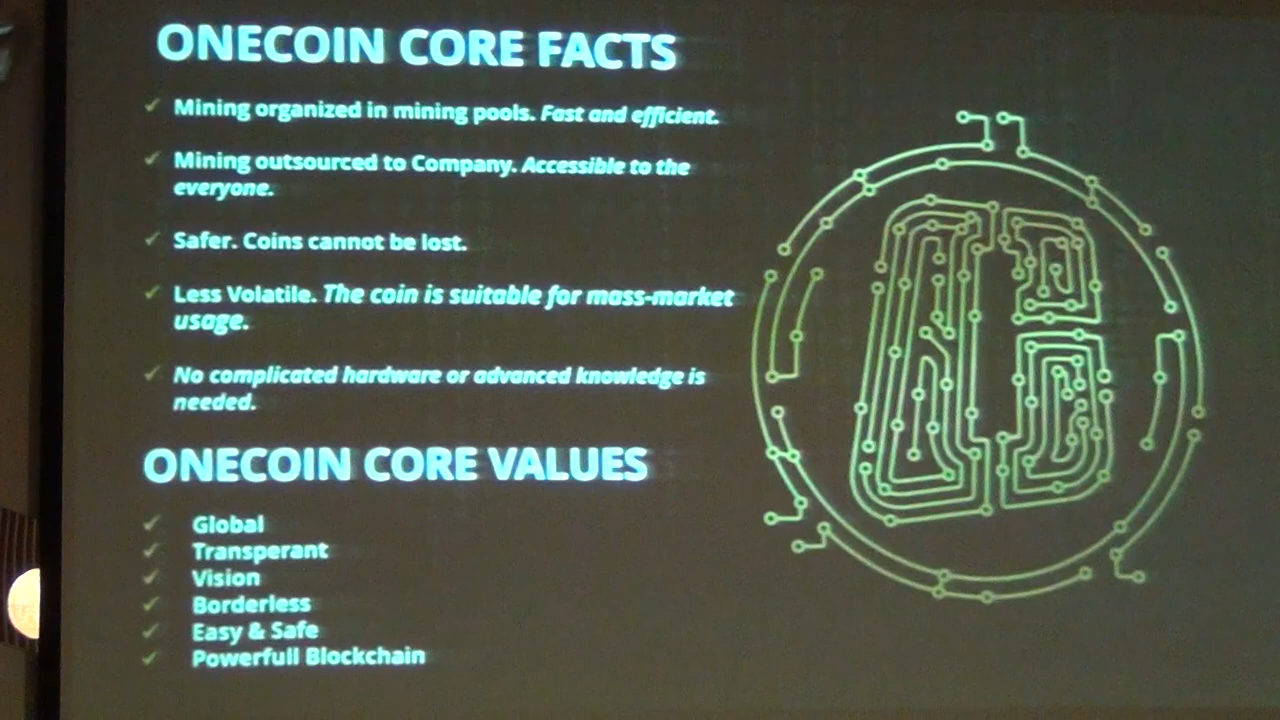 ONECOIN CORE FACTS
Mining organized in mining pools. Fast and efficient.
Mining outsourced to Company. Accessible to the
everyone.
Safer. Coins cannot be lost.
Less Volatile. The coin is suitable for mass-market
usage.
No complicated hardware or advanced knowledge is
needed.
ONECOIN CORE VALUES
Global
Transperant
Vision
Borderless
Easy & Safe
Powerfull Blockchain